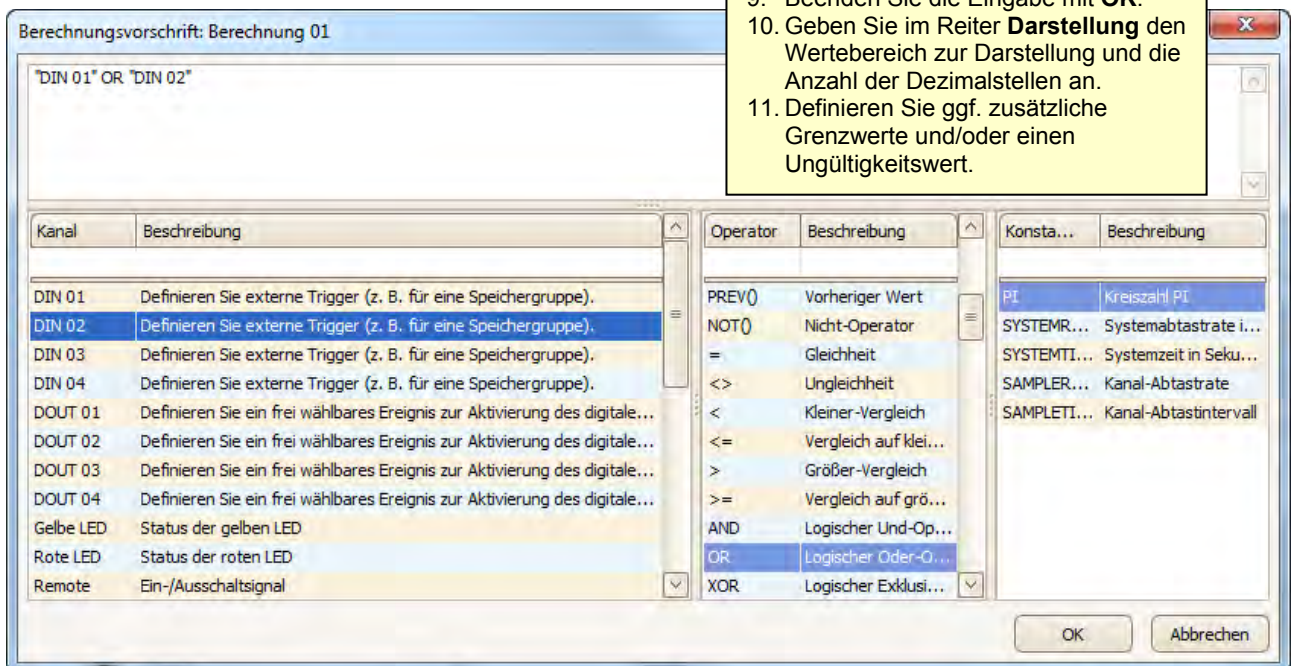 9. Beenden Sie die Eingabe mit OK.
10. Geben Sie im Reiter Darstellung den
Wertebereich zur Darstellung und die
Anzahl der Dezimalstellen an.
11. Definieren Sie ggf. zusätzliche
Grenzwerte und/oder einen
Ungültigkeitswert.
Berechnungsvorschrift: Berechnung 01
"DIN 01" OR "DIN 02"
Kanal Beschreibung
DIN 01 Definieren Sie externe Trigger (z. B. für eine Speichergruppe).
DIN 02 Definieren Sie externe Trigger (z. B. für eine Speichergruppe).
DIN 03 Definieren Sie externe Trigger (z. B. für eine Speichergruppe).
DIN 04 Definieren Sie externe Trigger (z. B. für eine Speichergruppe).
DOUT 01 Definieren Sie ein frei wählbares Ereignis zur Aktivierung des digitale...
DOUT 02 Definieren Sie ein frei wählbares Ereignis zur Aktivierung des digitale...
DOUT 03 Definieren Sie ein frei wählbares Ereignis zur Aktivierung des digitale...
DOUT 04 Definieren Sie ein frei wählbares Ereignis zur Aktivierung des digitale...
Gelbe LED Status der gelben LED
Rote LED Status der roten LED
Remote Ein-/Ausschaltsignal
Operator Beschreibung
PREV() Vorheriger Wert
NOT() Nicht-Operator
= Gleichheit
<> Ungleichheit
< Kleiner-Vergleich
<= Vergleich auf klei...
> Größer-Vergleich
>= Vergleich auf grö...
AND Logischer Und-Op...
OR Logischer Oder-O...
XOR Logischer Exklusi...
Konsta... Beschreibung
PI Kreiszahl PI
SYSTEMR... Systemabtastrate i...
SYSTEMTI... Systemzeit in Seku...
SAMPLER... Kanal-Abtastrate
SAMPLETI... Kanal-Abtastintervall
OK Abbrechen